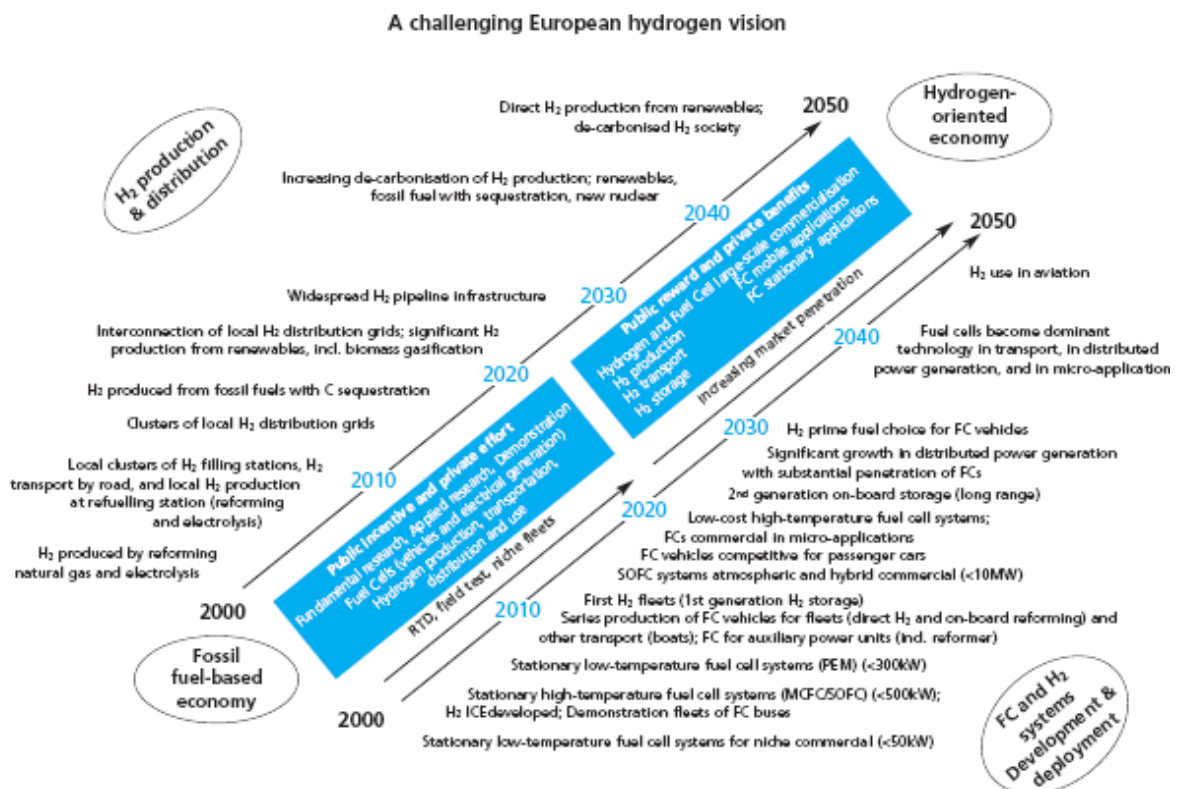 A challenging European hydrogen vision
H₂ production
& distribution
Direct H₂ production from renewables;
de-carbonised H₂ society
2050
Hydrogen-
oriented
economy
Increasing de-carbonisation of H₂ production; renewables,
fossil fuel with sequestration, new nuclear
2040
Widespread H₂ pipeline infrastructure
2030
Interconnection of local H₂ distribution grids; significant H₂
production from renewables, incl. biomass gasification
2020
H₂ produced from fossil fuels with C sequestration
Clusters of local H₂ distribution grids
Local clusters of H₂ filling stations, H₂
transport by road, and local H₂ production
at refuelling station (reforming
and electrolysis)
2010
H₂ produced by reforming
natural gas and electrolysis
2000
Fossil
fuel-based
economy
Public reward and private benefits
Hydrogen and Fuel Cell large-scale commercialisation
H₂ production
H₂ transport
H₂ storage
FC mobile applications
FC stationary applications
Increasing market penetration
Public incentive and private effort
Fundamental research, Applied research, Demonstration
Fuel Cells (vehicles and electrical generation)
Hydrogen production, transportation,
distribution and use
RTD, field test, niche fleets
2050
H₂ use in aviation
2040
Fuel cells become dominant
technology in transport, in distributed
power generation, and in micro-application
2030
H₂ prime fuel choice for FC vehicles
Significant growth in distributed power generation
with substantial penetration of FCs
2nd generation on-board storage (long range)
2020
Low-cost high-temperature fuel cell systems;
FCs commercial in micro-applications
FC vehicles competitive for passenger cars
SOFC systems atmospheric and hybrid commercial (<10MW)
2010
First H₂ fleets (1st generation H₂ storage)
Series production of FC vehicles for fleets (direct H₂ and on-board reforming) and
other transport (boats); FC for auxiliary power units (incl. reformer)
Stationary low-temperature fuel cell systems (PEM) (<300kW)
2000
Stationary high-temperature fuel cell systems (MCFC/SOFC) (<500kW);
H₂ ICEdeveloped; Demonstration fleets of FC buses
Stationary low-temperature fuel cell systems for niche commercial (<50kW)
FC and H₂
systems
Development &
deployment